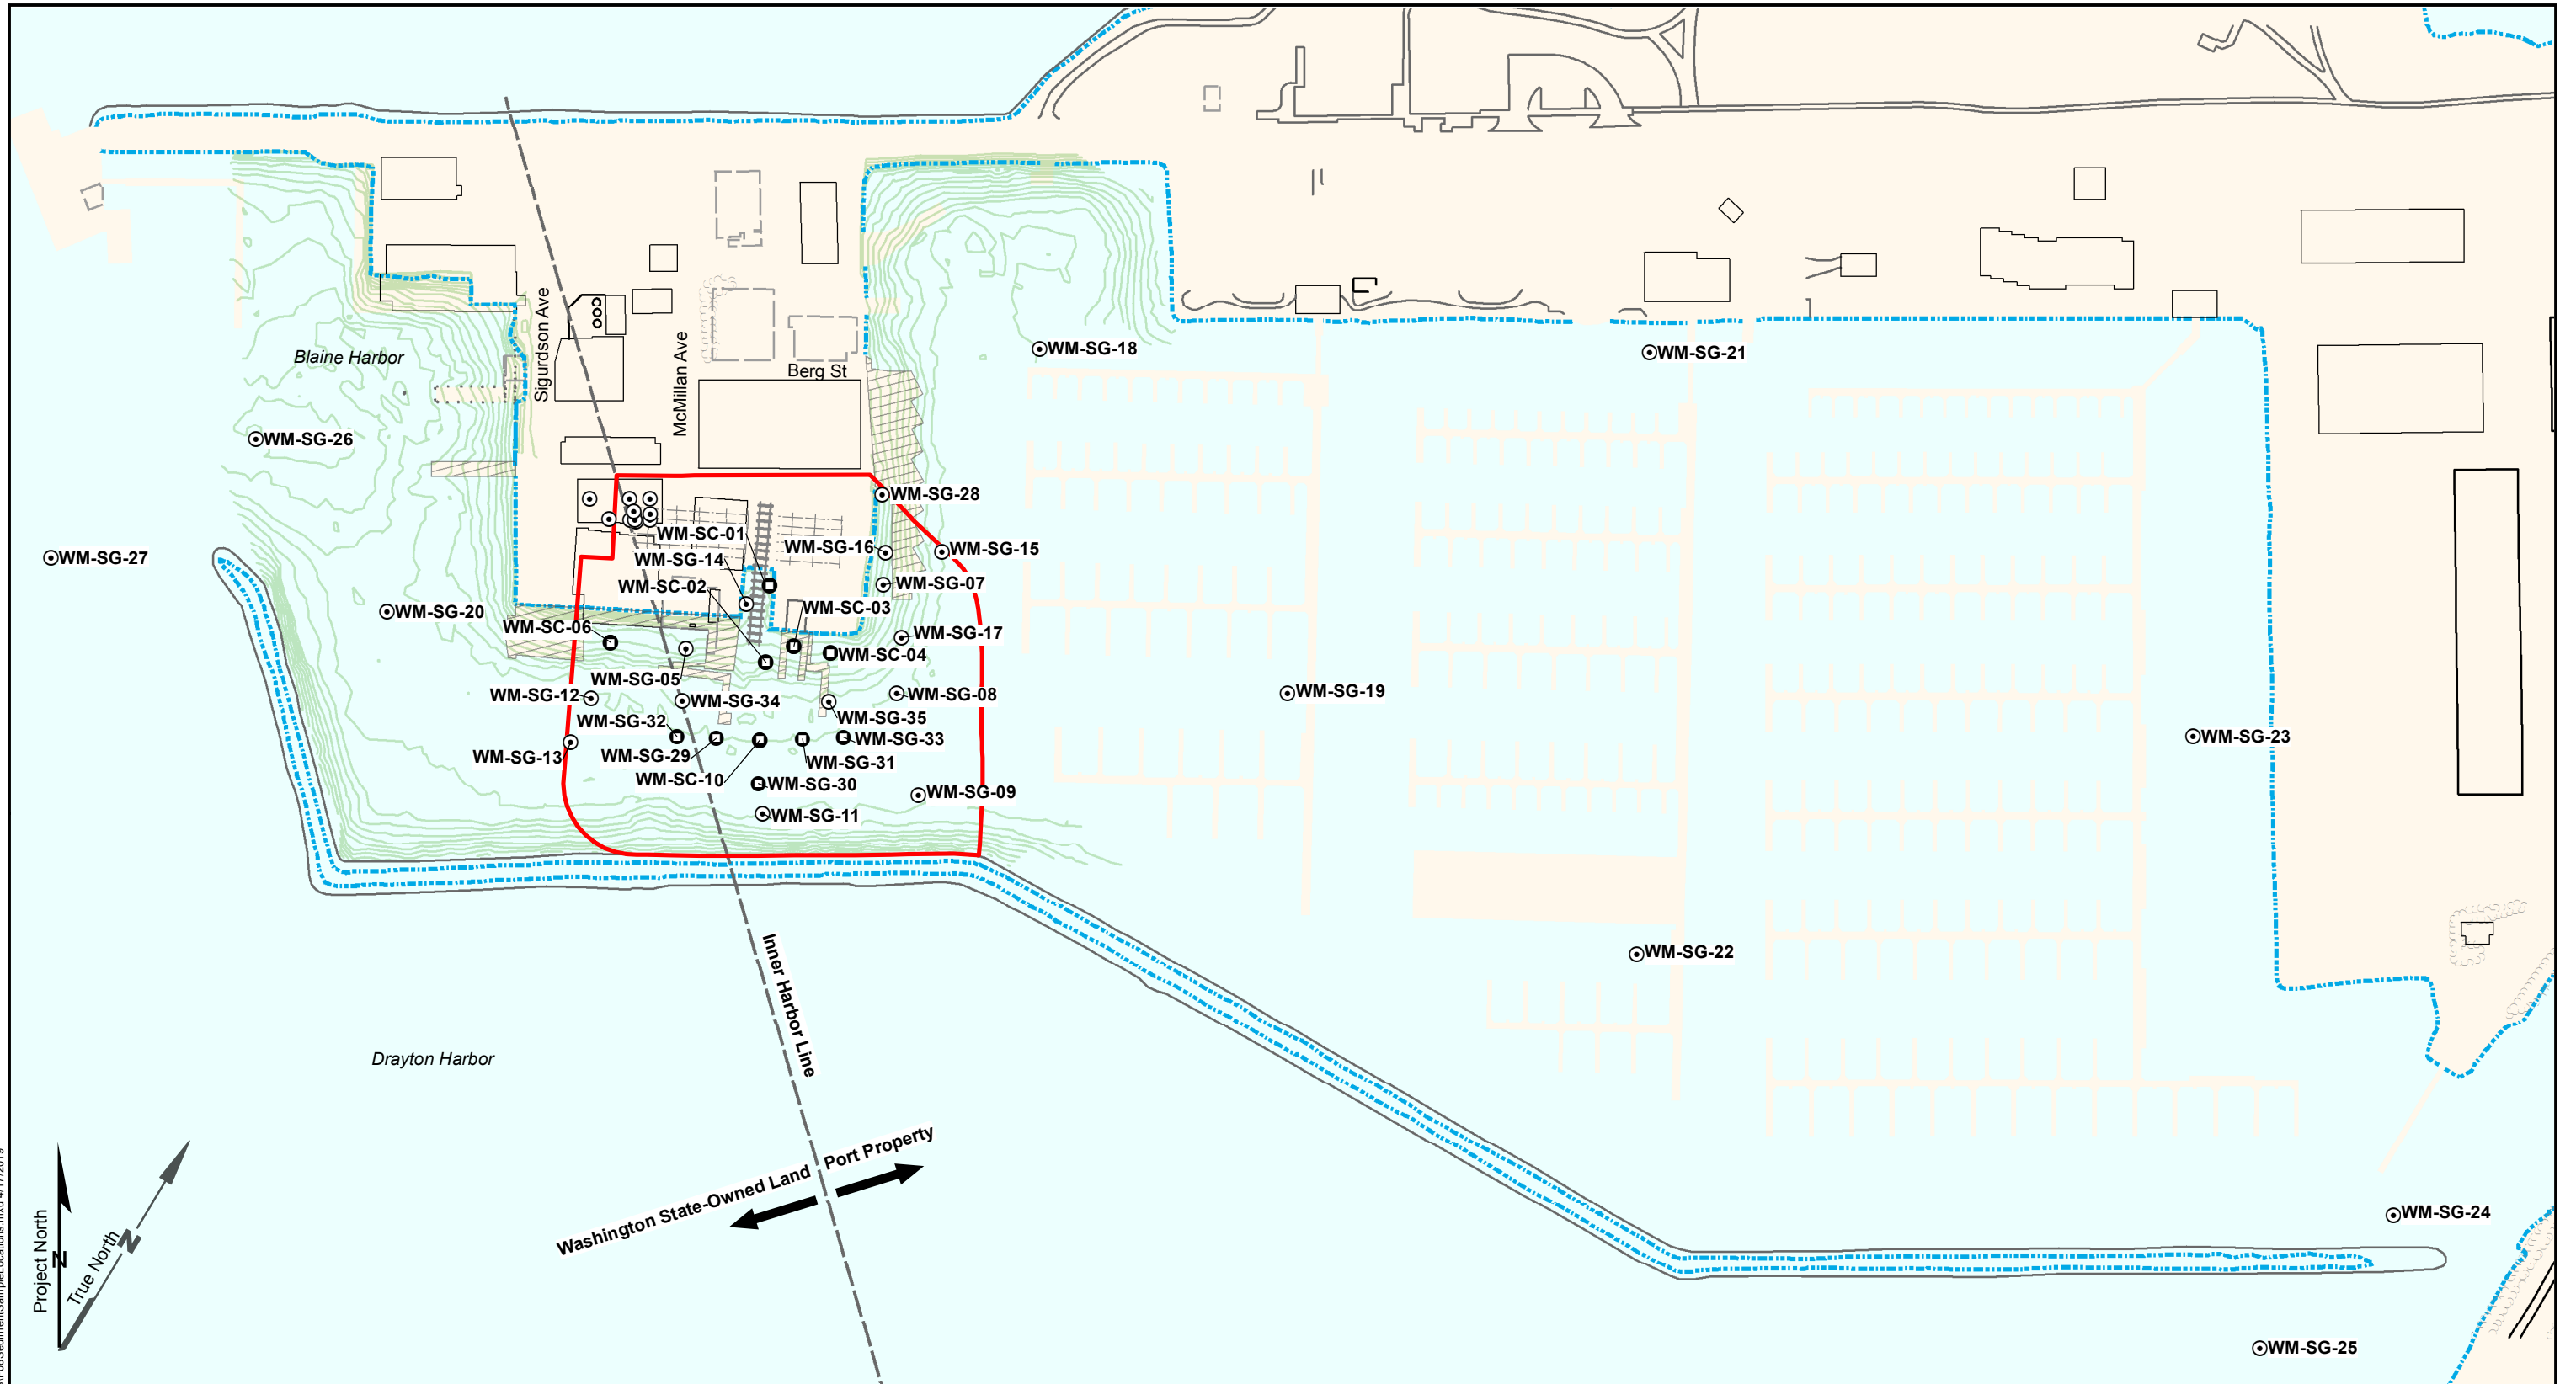 Sigurdson Ave
McMillan Ave
Berg St
Blaine Harbor
WM-SG-18
WM-SG-21
WM-SG-26
WM-SG-28
WM-SC-01
WM-SG-16
WM-SG-15
WM-SG-27
WM-SG-14
WM-SC-02
WM-SG-07
WM-SC-03
WM-SG-20
WM-SC-06
WM-SG-17
WM-SC-04
WM-SG-05
WM-SG-12
WM-SG-34
WM-SG-08
WM-SG-19
WM-SG-32
WM-SG-35
WM-SG-33
WM-SG-23
WM-SG-13
WM-SG-29
WM-SG-31
WM-SC-10
WM-SG-30
WM-SG-09
WM-SG-11
WM-SG-22
Inner Harbor Line
Drayton Harbor
Washington State-Owned Land
Port Property
WM-SG-24
WM-SG-25
Project North
N
True North
N